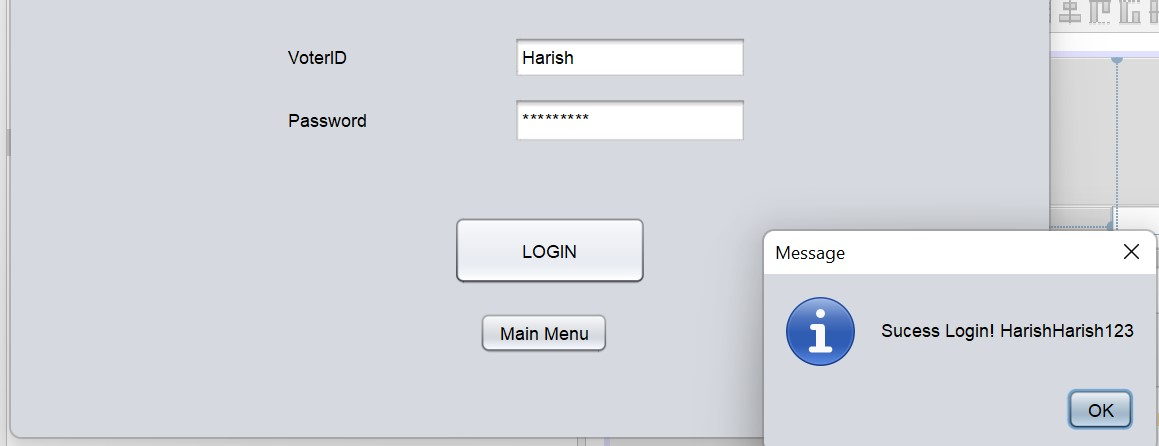 VoterID
Harish
Password
*********
LOGIN
Main Menu
Message
Sucess Login! HarishHarish123
OK